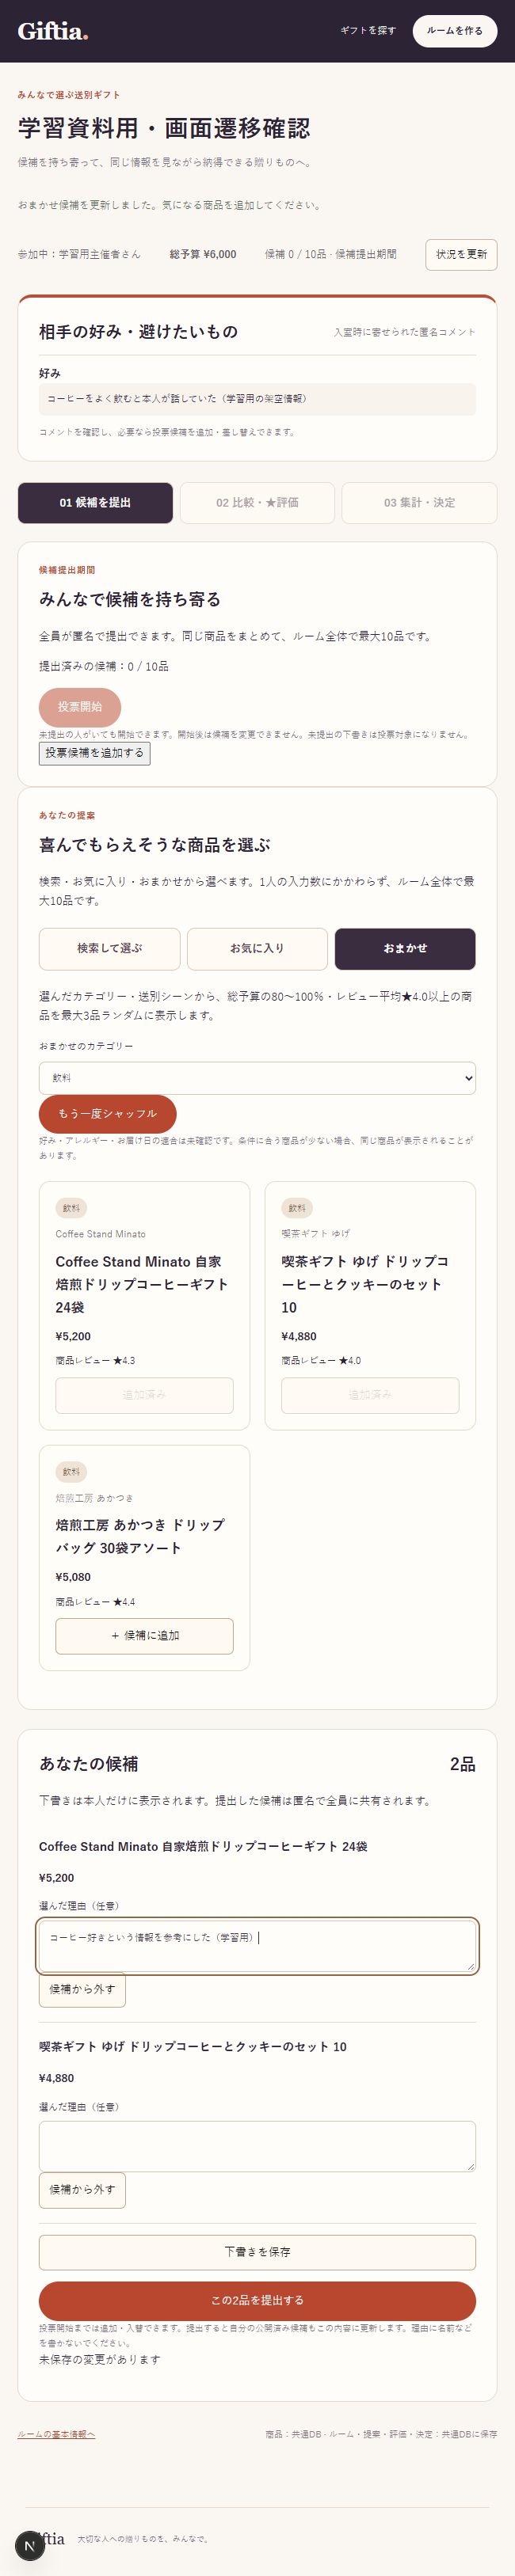 Giftia.
ギフトを探す
ルームを作る
みんなで選ぶ送別ギフト
学習資料用・画面遷移確認
候補を持ち寄って、同じ情報を見ながら納得できる贈りものへ。
おまかせ候補を更新しました。気になる商品を追加してください。
参加中：学習用主催者さん
総予算 ¥6,000
候補 0 / 10品 · 候補提出期間
状況を更新
相手の好み・避けたいもの
入室時に寄せられた匿名コメント
好み
コーヒーをよく飲むと本人が話していた（学習用の架空情報）
コメントを確認し、必要なら投票候補を追加・差し替えできます。
01 候補を提出
02 比較・★評価
03 集計・決定
候補提出期間
みんなで候補を持ち寄る
全員が匿名で提出できます。同じ商品をまとめて、ルーム全体で最大10品です。
提出済みの候補：0 / 10品
投票開始
未提出の人がいても開始できます。開始後は候補を変更できません。未提出の下書きは投票対象になりません。
投票候補を追加する
あなたの提案
喜んでもらえそうな商品を選ぶ
検索・お気に入り・おまかせから選べます。1人の入力数にかかわらず、ルーム全体で最
大10品です。
検索して選ぶ
お気に入り
おまかせ
選んだカテゴリー・送別シーンから、総予算の80〜100%・レビュー平均★4.0以上の商
品を最大3品ランダムに表示します。
おまかせのカテゴリー
飲料
もう一度シャッフル
好み・アレルギー・お届け日の適合は未確認です。条件に合う商品が少ない場合、同じ商品が表示されることが
あります。
飲料
Coffee Stand Minato
Coffee Stand Minato 自家
焙煎ドリップコーヒーギフト
24袋
¥5,200
商品レビュー ★4.3
追加済み
飲料
喫茶ギフト ゆげ
喫茶ギフト ゆげ ドリップコ
ーヒーとクッキーのセット
10
¥4,880
商品レビュー ★4.0
追加済み
飲料
焙煎工房 あかつき
焙煎工房 あかつき ドリップ
バッグ 30袋アソート
¥5,080
商品レビュー ★4.4
＋ 候補に追加
あなたの候補
2品
下書きは本人だけに表示されます。提出した候補は匿名で全員に共有されます。
Coffee Stand Minato 自家焙煎ドリップコーヒーギフト 24袋
¥5,200
選んだ理由（任意）
コーヒー好きという情報を参考にした（学習用）
候補から外す
喫茶ギフト ゆげ ドリップコーヒーとクッキーのセット 10
¥4,880
選んだ理由（任意）
候補から外す
下書きを保存
この2品を提出する
投票開始までは追加・入替できます。提出すると自分の公開済み候補もこの内容に更新します。理由に名前など
を書かないでください。
未保存の変更があります
ルームの基本情報へ
商品：共通DB · ルーム・提案・評価・決定：共通DBに保存
N
ftia
大切な人への贈りものを、みんなで。